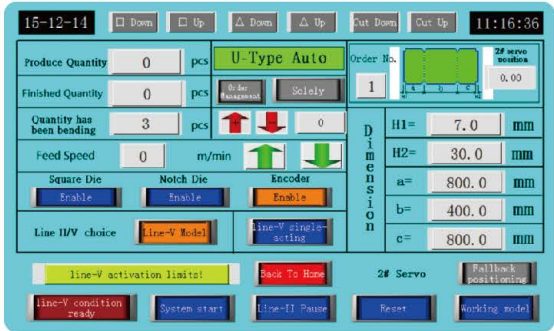 15-12-14 □ Down □ Up △ Down △ Up Cut Down Cut Up 11:16:36
Produce Quantity 0 pcs
U-Type Auto
Order No.
2# servo position
1
a b c
0.00
Finished Quantity 0 pcs
Order Management
Solely
Quantity has been bending 3 pcs
0
Feed Speed 0 m/min
Dimension
H1= 7.0 mm
H2= 30.0 mm
a= 800.0 mm
b= 400.0 mm
c= 800.0 mm
Square Die Notch Die Encoder
Enable Enable Enable
Line II/V choice Line-V Model
line-V single-acting
line-V activation limits!
Back To Home
2# Servo
Fallback positioning
line-V condition ready
System start
Line-II Pause
Reset
Working model